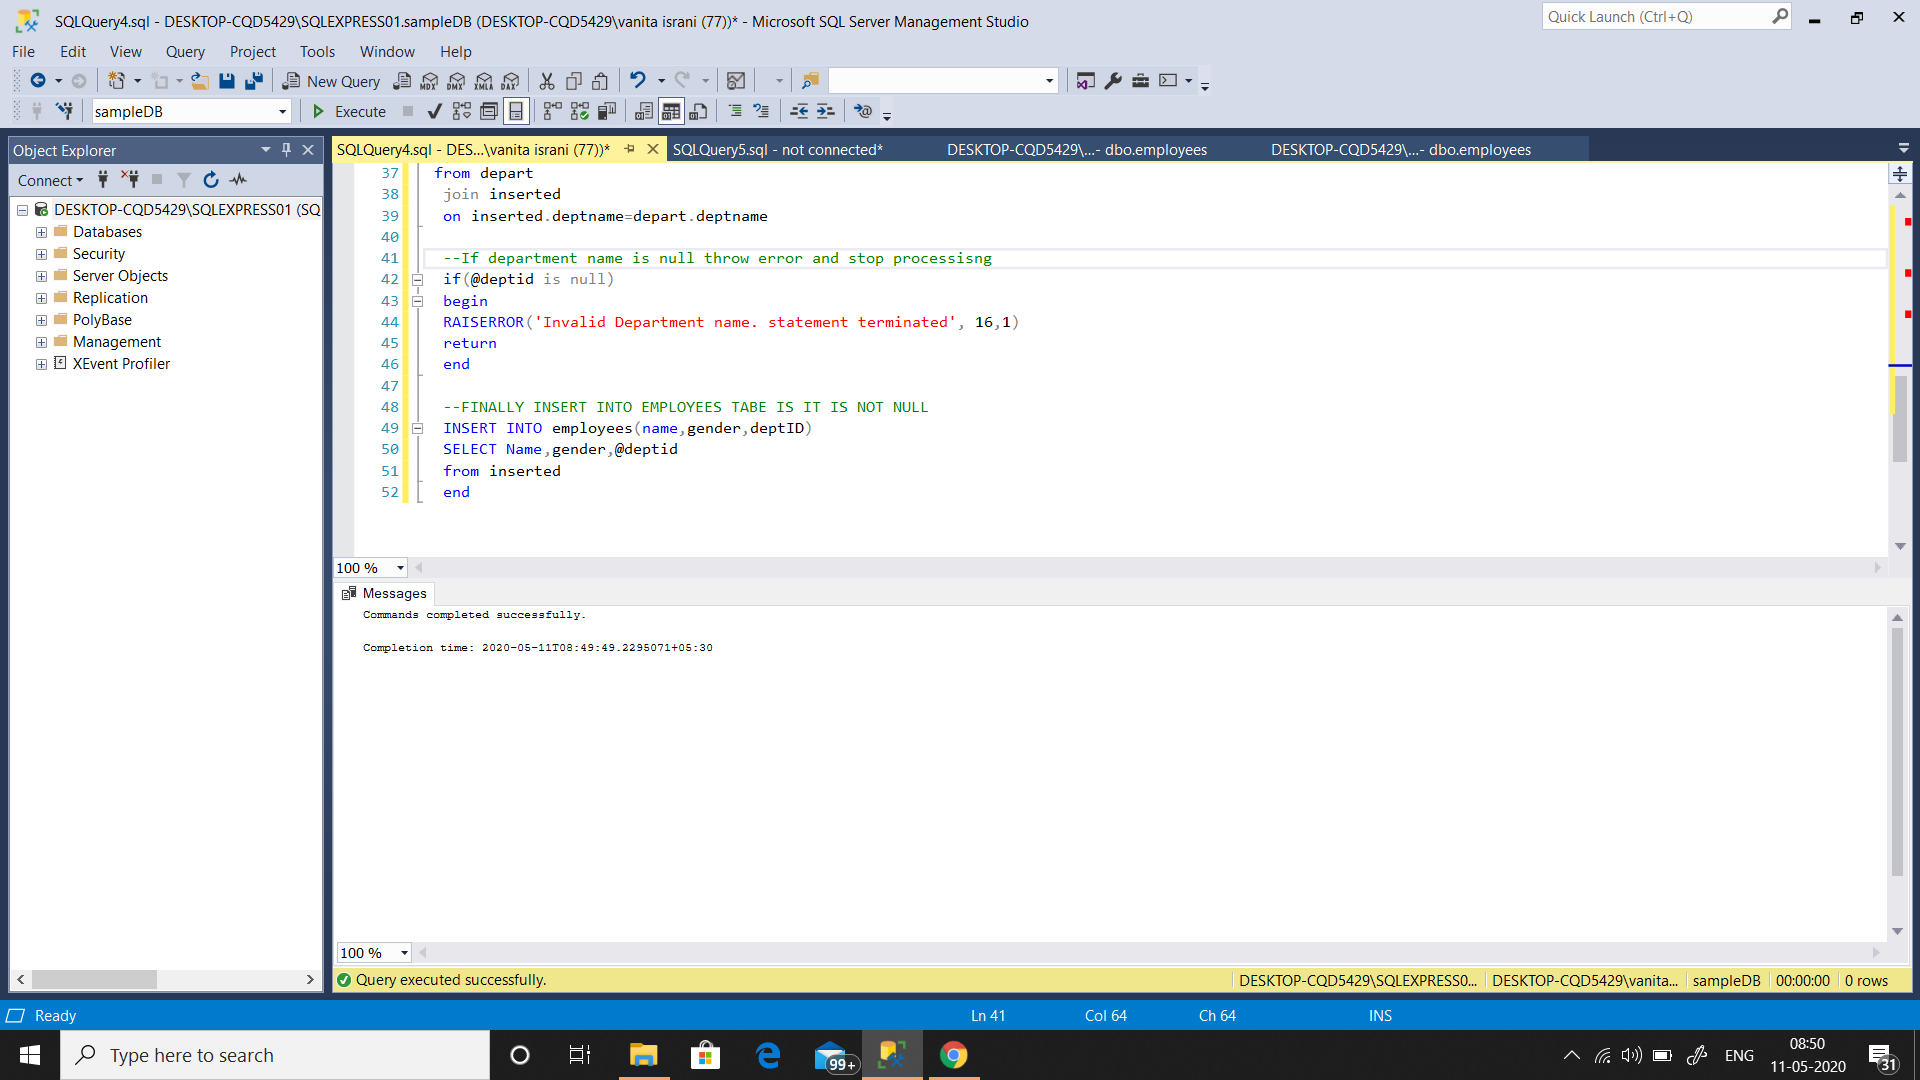 SQLQuery4.sql - DESKTOP-CQD5429\SQLEXPRESS01.sampleDB (DESKTOP-CQD5429\vanita israni (77))* - Microsoft SQL Server Management Studio
Quick Launch (Ctrl+Q)
File Edit View Query Project Tools Window Help
New Query MDX DMX XMLA DAX
sampleDB Execute
Object Explorer
SQLQuery4.sql - DES...\vanita israni (77))* SQLQuery5.sql - not connected* DESKTOP-CQD5429\...- dbo.employees DESKTOP-CQD5429\...- dbo.employees
Connect
DESKTOP-CQD5429\SQLEXPRESS01 (SQ
Databases
Security
Server Objects
Replication
PolyBase
Management
XEvent Profiler
37 from depart
38 join inserted
39 on inserted.deptname=depart.deptname
40
41 --If department name is null throw error and stop processisng
42 if(@deptid is null)
43 begin
44 RAISERROR('Invalid Department name. statement terminated', 16,1)
45 return
46 end
47
48 --FINALLY INSERT INTO EMPLOYEES TABE IS IT IS NOT NULL
49 INSERT INTO employees(name,gender,deptID)
50 SELECT Name,gender,@deptid
51 from inserted
52 end
100 %
Messages
Commands completed successfully.
Completion time: 2020-05-11T08:49:49.2295071+05:30
100 %
Query executed successfully. DESKTOP-CQD5429\SQLEXPRESS0... DESKTOP-CQD5429\vanita... sampleDB 00:00:00 0 rows
Ready Ln 41 Col 64 Ch 64 INS
Type here to search 99+ ENG 08:50
11-05-2020 31